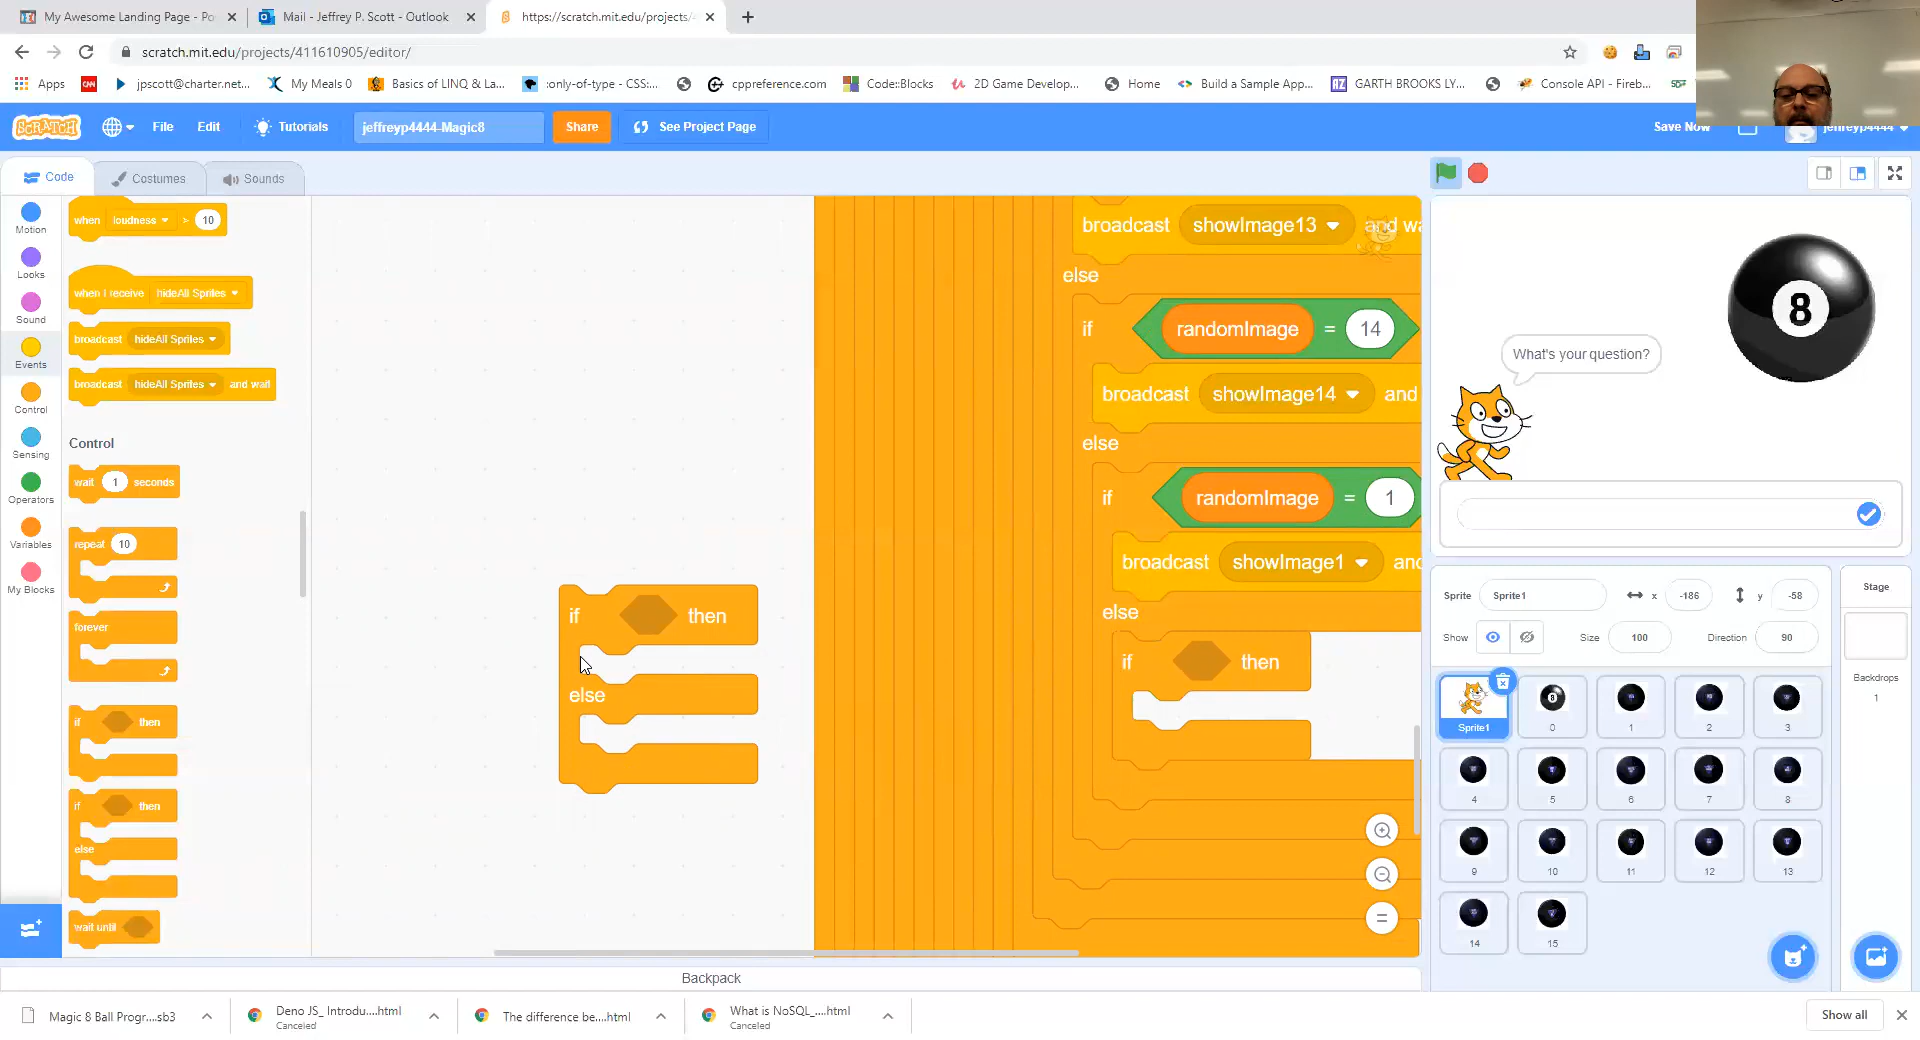 My Awesome Landing Page - Po
Mail - Jeffrey P. Scott - Outlook
https://scratch.mit.edu/projects/4
scratch.mit.edu/projects/411610905/editor/
Apps
CNN
jpscott@charter.net...
My Meals 0
Basics of LINQ & La...
:only-of-type - CSS:...
cppreference.com
Code::Blocks
2D Game Develop...
Home
Build a Sample App...
GARTH BROOKS LY...
Console API - Fireb...
SCRATCH
File
Edit
Tutorials
jeffreyp4444-Magic8
Share
See Project Page
Save Now
jeffreyp4444
Code
Costumes
Sounds
Motion
Looks
Sound
Events
Control
Sensing
Operators
Variables
My Blocks
when loudness > 10
when I receive hideAll Sprites
broadcast hideAll Sprites
broadcast hideAll Sprites and wait
Control
wait 1 seconds
repeat 10
forever
if then
if then
else
wait until
if then
else
broadcast showImage13 and wa
else
if randomImage = 14
broadcast showImage14 and
else
if randomImage = 1
broadcast showImage1 and
else
if then
Backpack
8
What's your question?
Sprite Sprite1 x -186 y -58
Show Size 100 Direction 90
Stage
Backdrops
1
Sprite1 0 1 2 3
4 5 6 7 8
9 10 11 12 13
14 15
Magic 8 Ball Progr....sb3
Deno JS_ Introdu....html
Canceled
The difference be....html
What is NoSQL_....html
Canceled
Show all